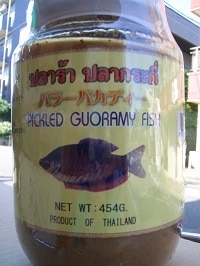 ปลาร้า ปลากระดี่
パラーパカディー
PICKLED GUORAMY FISH
NET WT:454G.
PRODUCT OF THAILAND